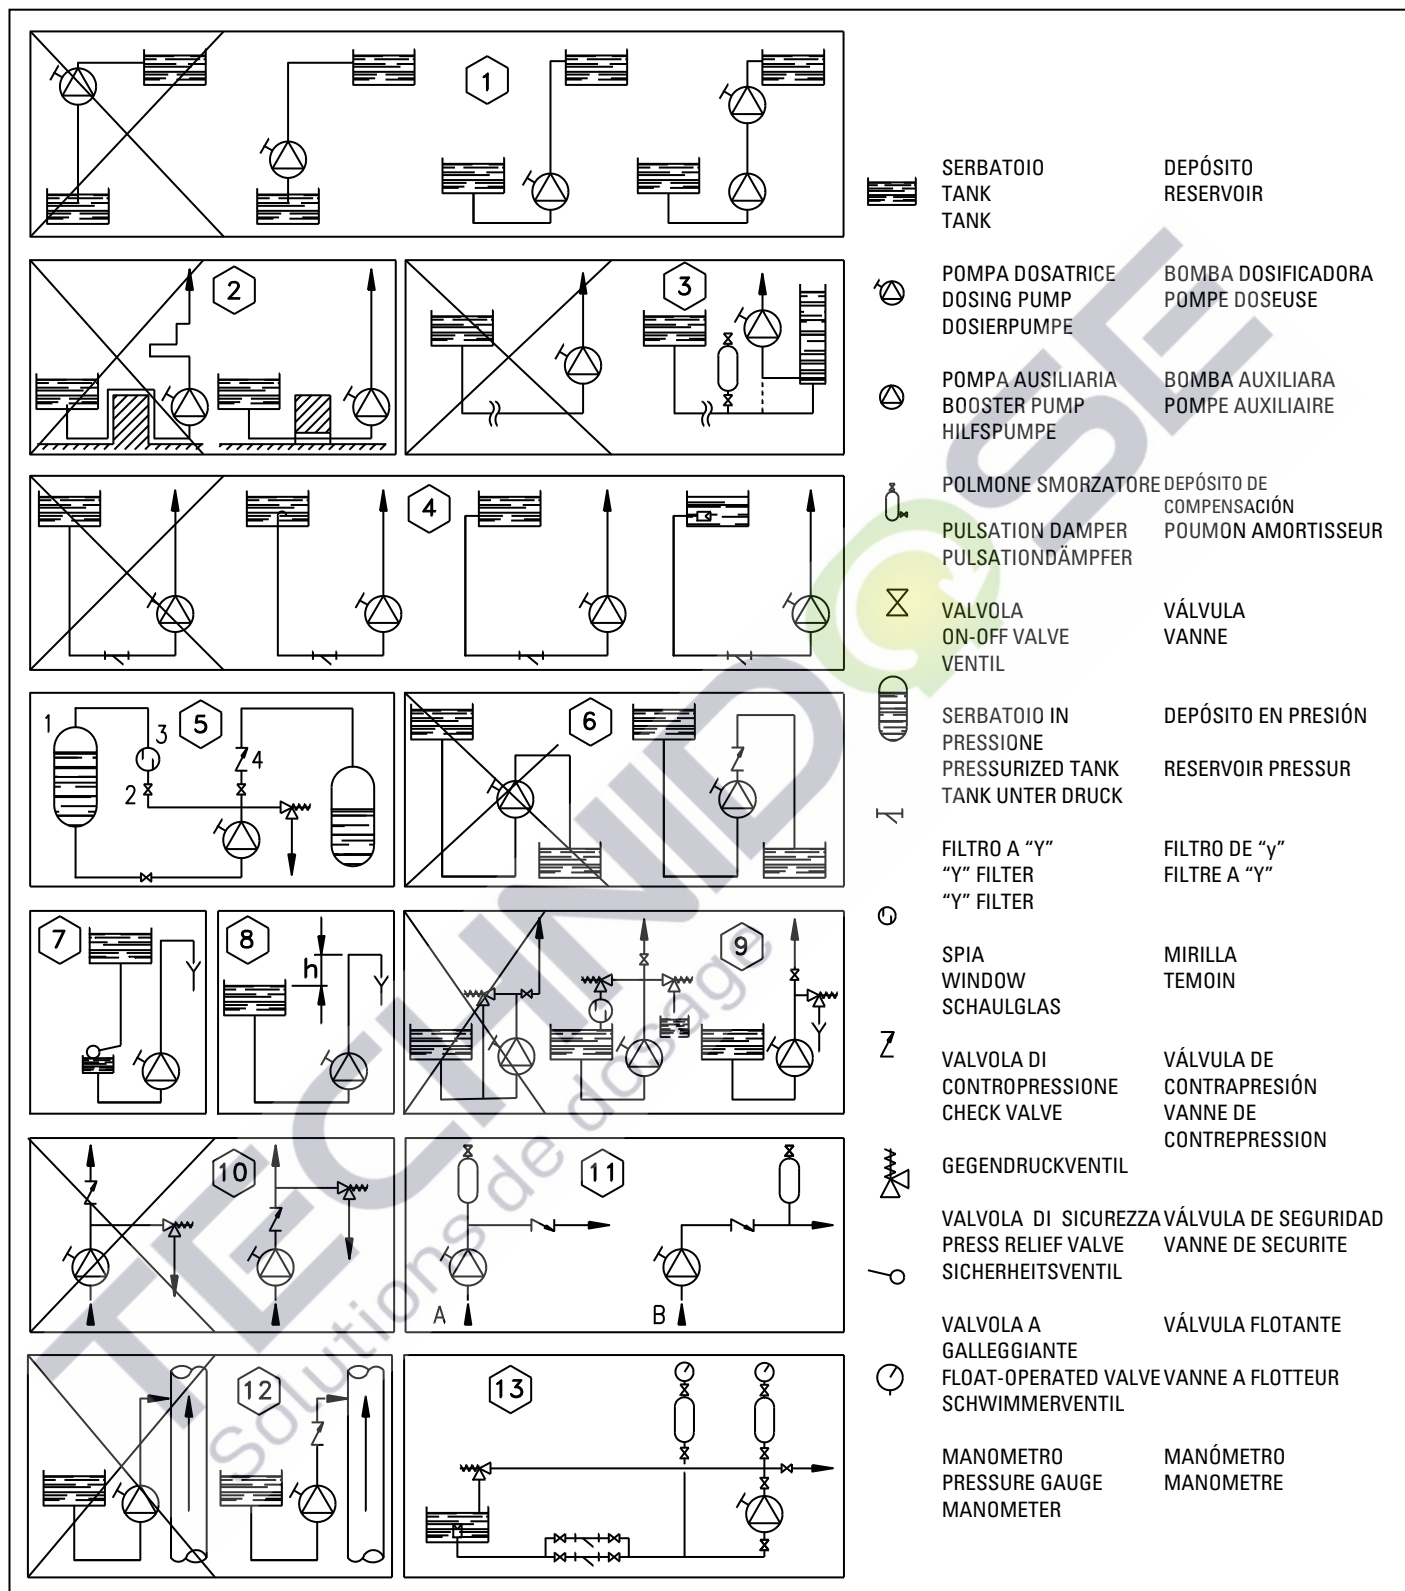 1
2
3
4
5
1
3
2
4
6
7
8
h
9
10
11
A
B
12
13
SERBATOIO
TANK
TANK
DEPÓSITO
RESERVOIR
POMPA DOSATRICE
DOSING PUMP
DOSIERPUMPE
BOMBA DOSIFICADORA
POMPE DOSEUSE
POMPA AUSILIARIA
BOOSTER PUMP
HILFSPUMPE
BOMBA AUXILIARA
POMPE AUXILIAIRE
POLMONE SMORZATORE
PULSATION DAMPER
PULSATIONDÄMPFER
DEPÓSITO DE
COMPENSACIÓN
POUMON AMORTISSEUR
VALVOLA
ON-OFF VALVE
VENTIL
VÁLVULA
VANNE
SERBATOIO IN
PRESSIONE
PRESSURIZED TANK
TANK UNTER DRUCK
DEPÓSITO EN PRESIÓN
RESERVOIR PRESSUR
FILTRO A “Y”
“Y” FILTER
“Y” FILTER
FILTRO DE “y”
FILTRE A “Y”
SPIA
WINDOW
SCHAULGLAS
MIRILLA
TEMOIN
VALVOLA DI
CONTROPRESSIONE
CHECK VALVE
GEGENDRUCKVENTIL
VÁLVULA DE
CONTRAPRESIÓN
VANNE DE
CONTREPRESSION
VALVOLA DI SICUREZZA
PRESS RELIEF VALVE
SICHERHEITSVENTIL
VÁLVULA DE SEGURIDAD
VANNE DE SECURITE
VALVOLA A
GALLEGGIANTE
FLOAT-OPERATED VALVE
SCHWIMMERVENTIL
VÁLVULA FLOTANTE
VANNE A FLOTTEUR
MANOMETRO
PRESSURE GAUGE
MANOMETER
MANÓMETRO
MANOMETRE
TECHNIDOSE
Solutions de dosage